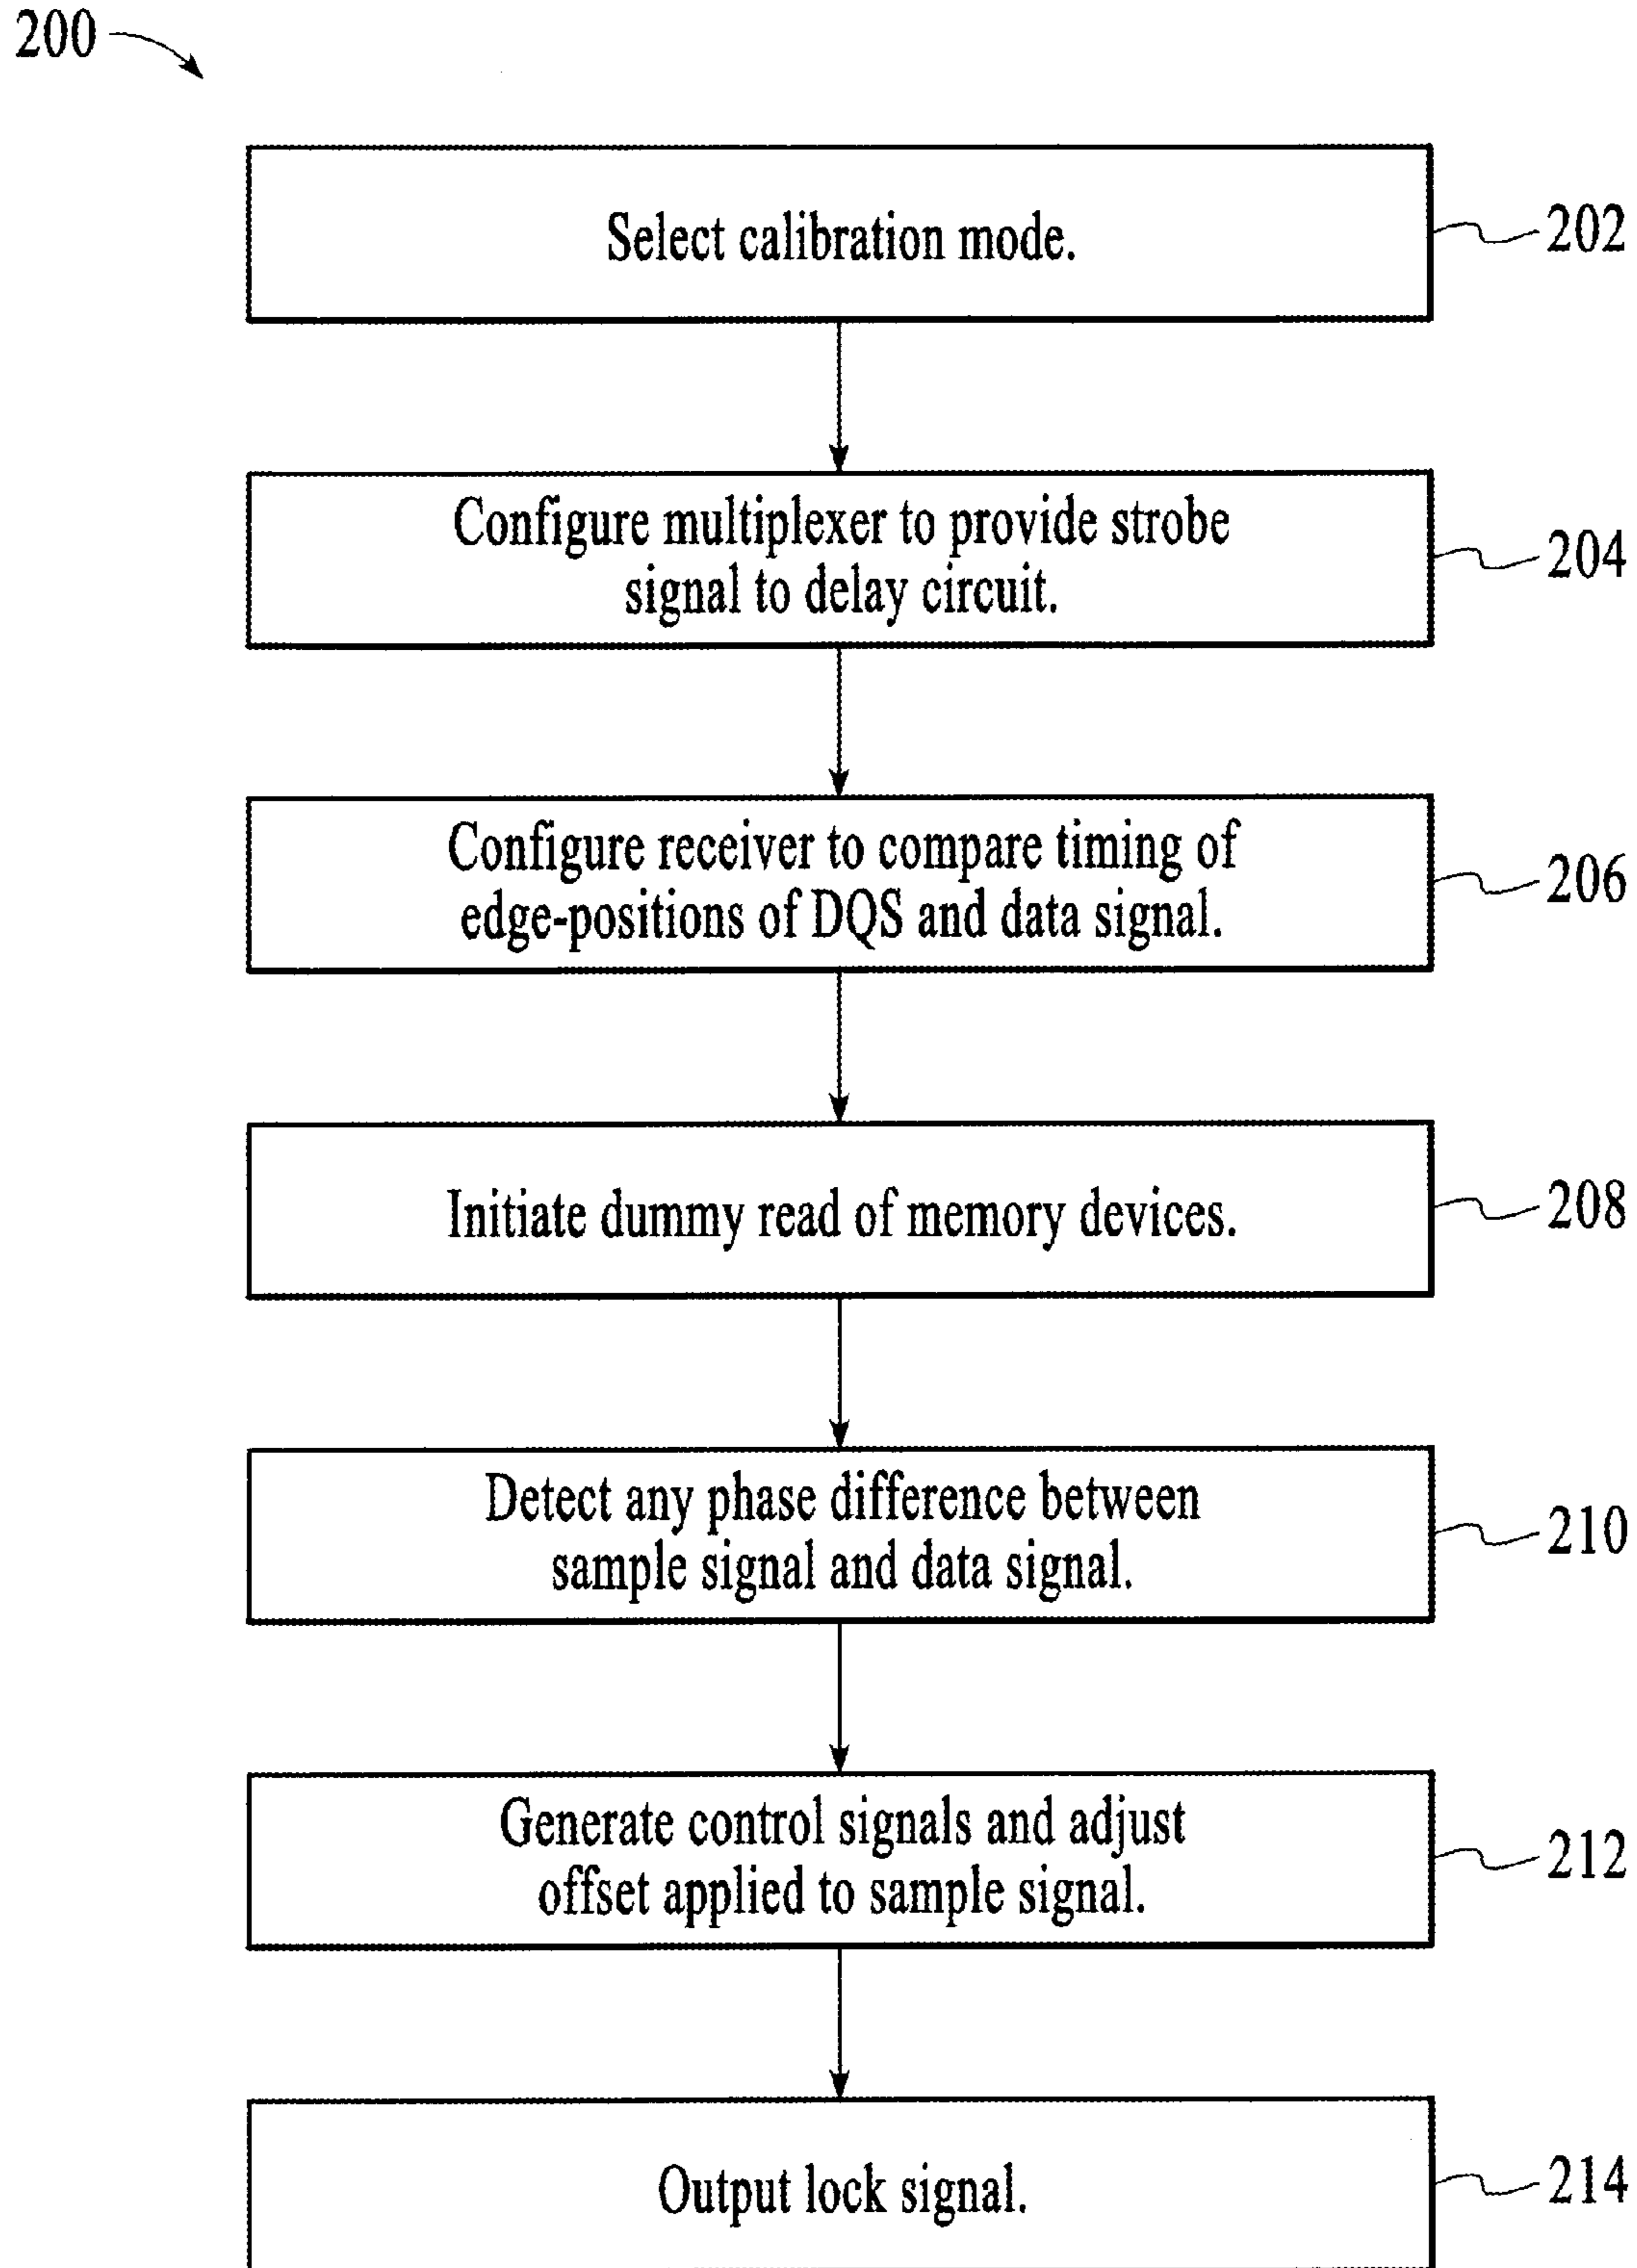 200
Select calibration mode.
202
Configure multiplexer to provide strobe
signal to delay circuit.
204
Configure receiver to compare timing of
edge-positions of DQS and data signal.
206
Initiate dummy read of memory devices.
208
Detect any phase difference between
sample signal and data signal.
210
Generate control signals and adjust
offset applied to sample signal.
212
Output lock signal.
214